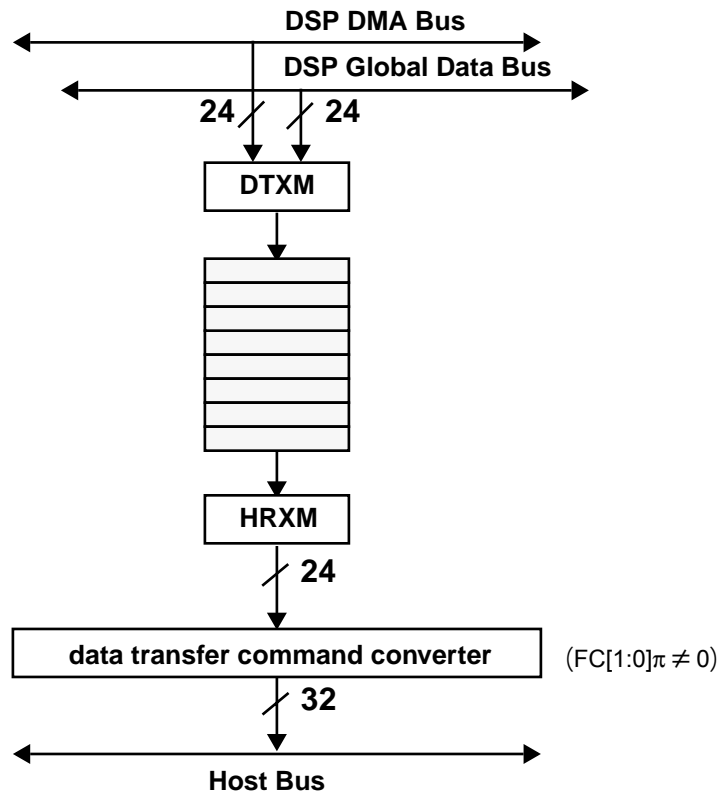 DSP DMA Bus
DSP Global Data Bus
24 24
DTXM
HRXM
24
data transfer command converter (FC[1:0]π ≠ 0)
32
Host Bus